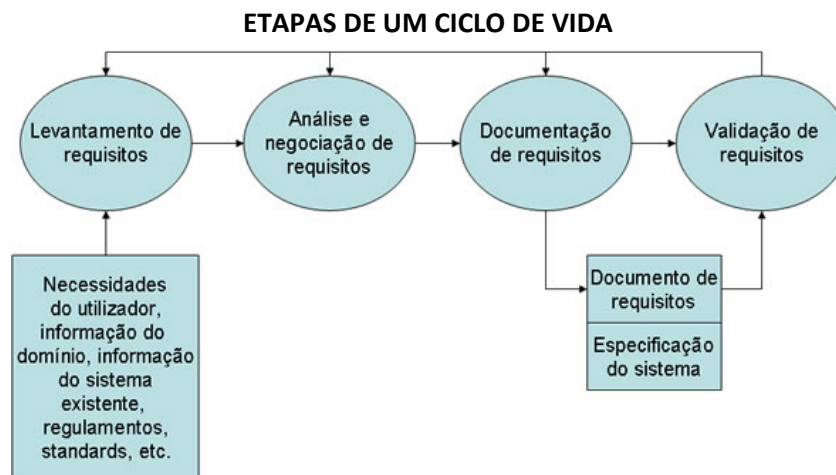 ETAPAS DE UM CICLO DE VIDA
Levantamento de
requisitos
Análise e
negociação de
requisitos
Documentação
de requisitos
Validação de
requisitos
Necessidades
do utilizador,
informação do
domínio, informação
do sistema
existente,
regulamentos,
standards, etc.
Documento de
requisitos
Especificação
do sistema